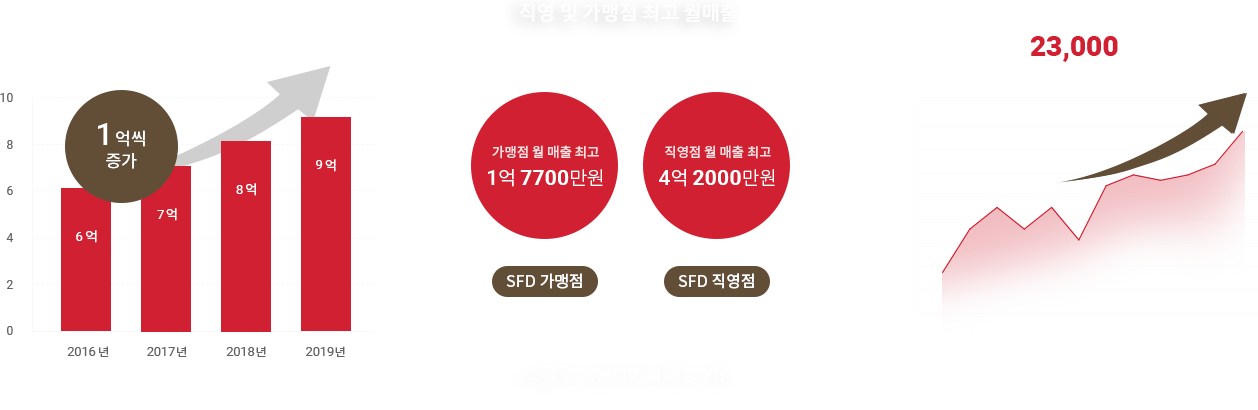 직영 및 가맹점 최고 월매출
23,000
1억씩
증가
10
8
6
4
2
0
6억
7억
8억
9억
2016년
2017년
2018년
2019년
가맹점 월 매출 최고
1억 7700만원
직영점 월 매출 최고
4억 2000만원
SFD 가맹점
SFD 직영점